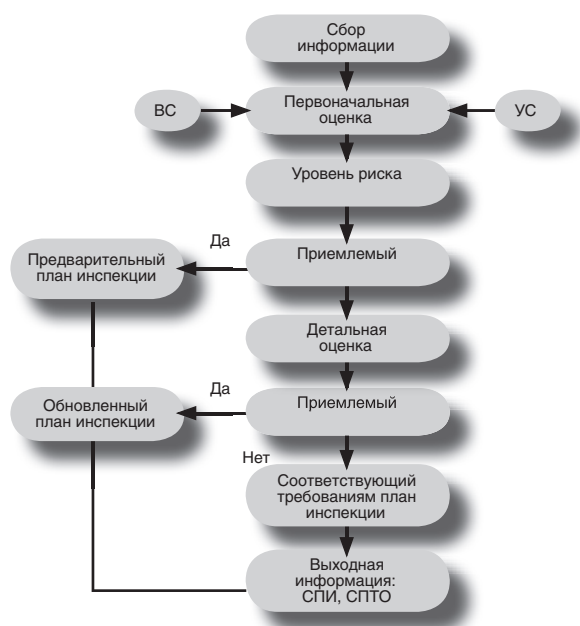 Сбор
информации
ВС
Первоначальная
оценка
УС
Уровень риска
Да
Предварительный
план инспекции
Приемлемый
Детальная
оценка
Да
Обновленный
план инспекции
Приемлемый
Нет
Соответствующий
требованиям план
инспекции
Выходная
информация:
СПИ, СПТО